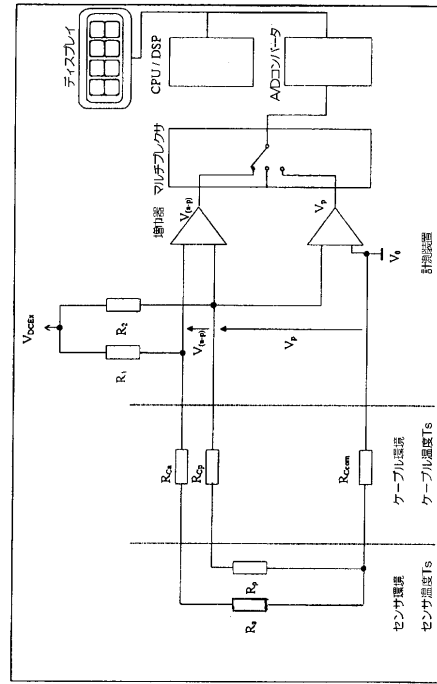 ディスプレイ
CPU / DSP
A/Dコンバータ
マルチプレクサ
増巾器
V(a-p)
Vp
V0
計測装置
VDCEx
R2
R1
V(a-p)
Vp
RCa
RCp
RCcom
ケーブル環境
ケーブル温度Ts
Rp
Ra
センサ環境
センサ温度Ts